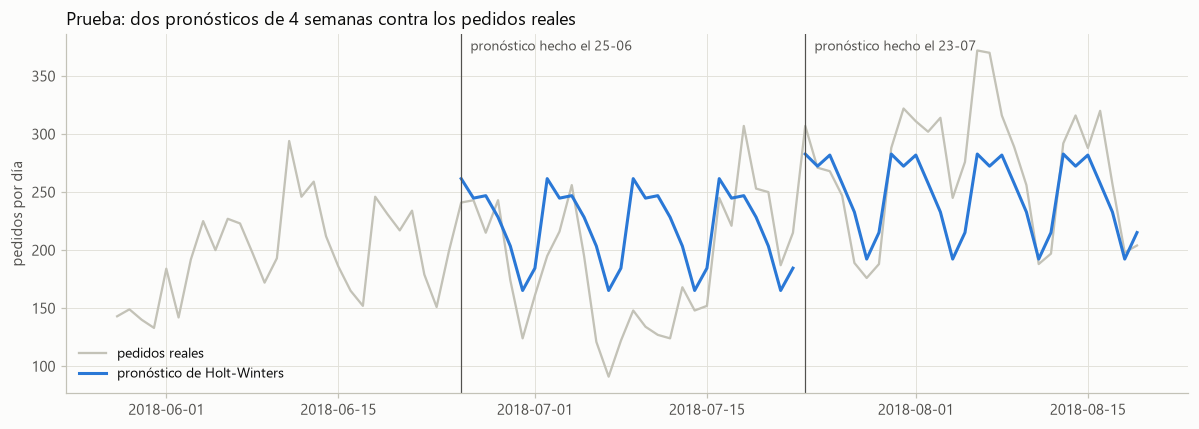 Prueba: dos pronósticos de 4 semanas contra los pedidos reales
pronóstico hecho el 25-06
pronóstico hecho el 23-07
pedidos por día
350
300
250
200
150
100
pedidos reales
pronóstico de Holt-Winters
2018-06-01
2018-06-15
2018-07-01
2018-07-15
2018-08-01
2018-08-15